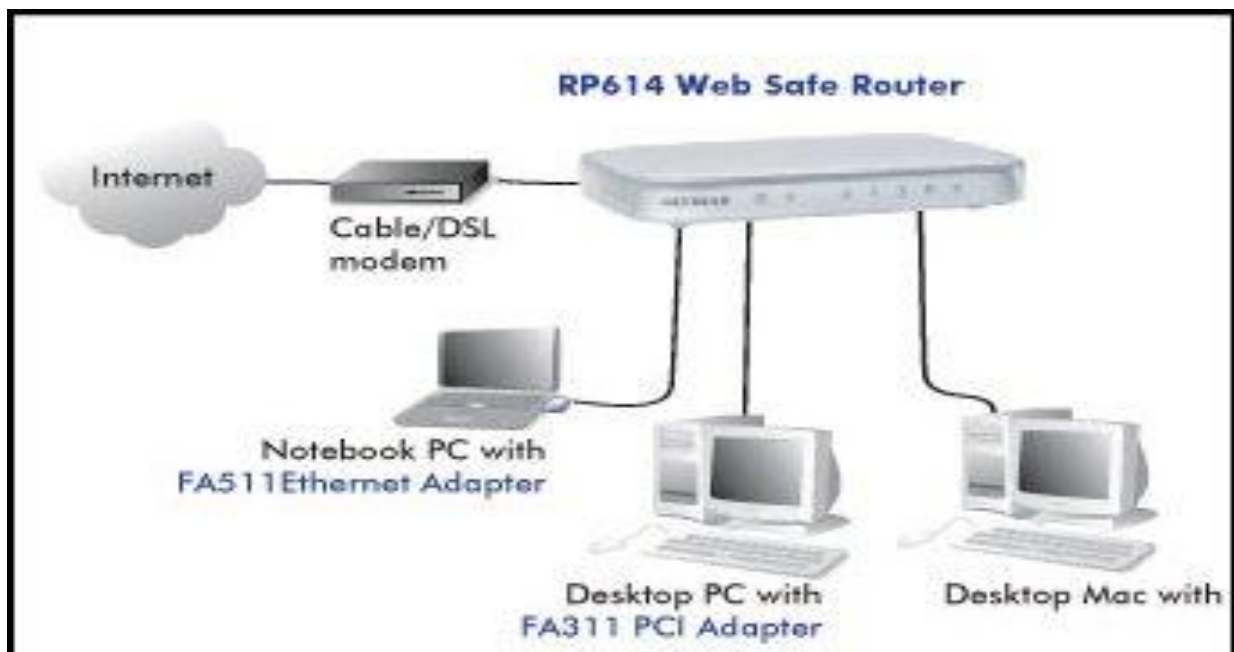 RP614 Web Safe Router
Internet
Cable/DSL
modem
NETGEAR
Notebook PC with
FA511Ethernet Adapter
Desktop PC with
FA311 PCI Adapter
Desktop Mac with